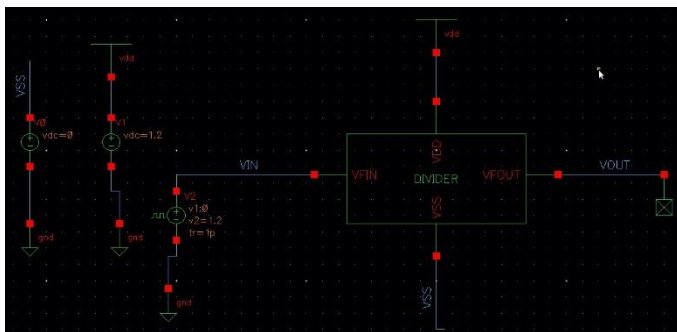 VSS
V0
vdc=0
gnd
vdd
V1
vdc=1.2
gnd
VIN
V2
v1:0
v2=1.2
tr=1p
gnd
vdd
VDD
VFIN
DIVIDER
VFOUT
VSS
VSS
VOUT